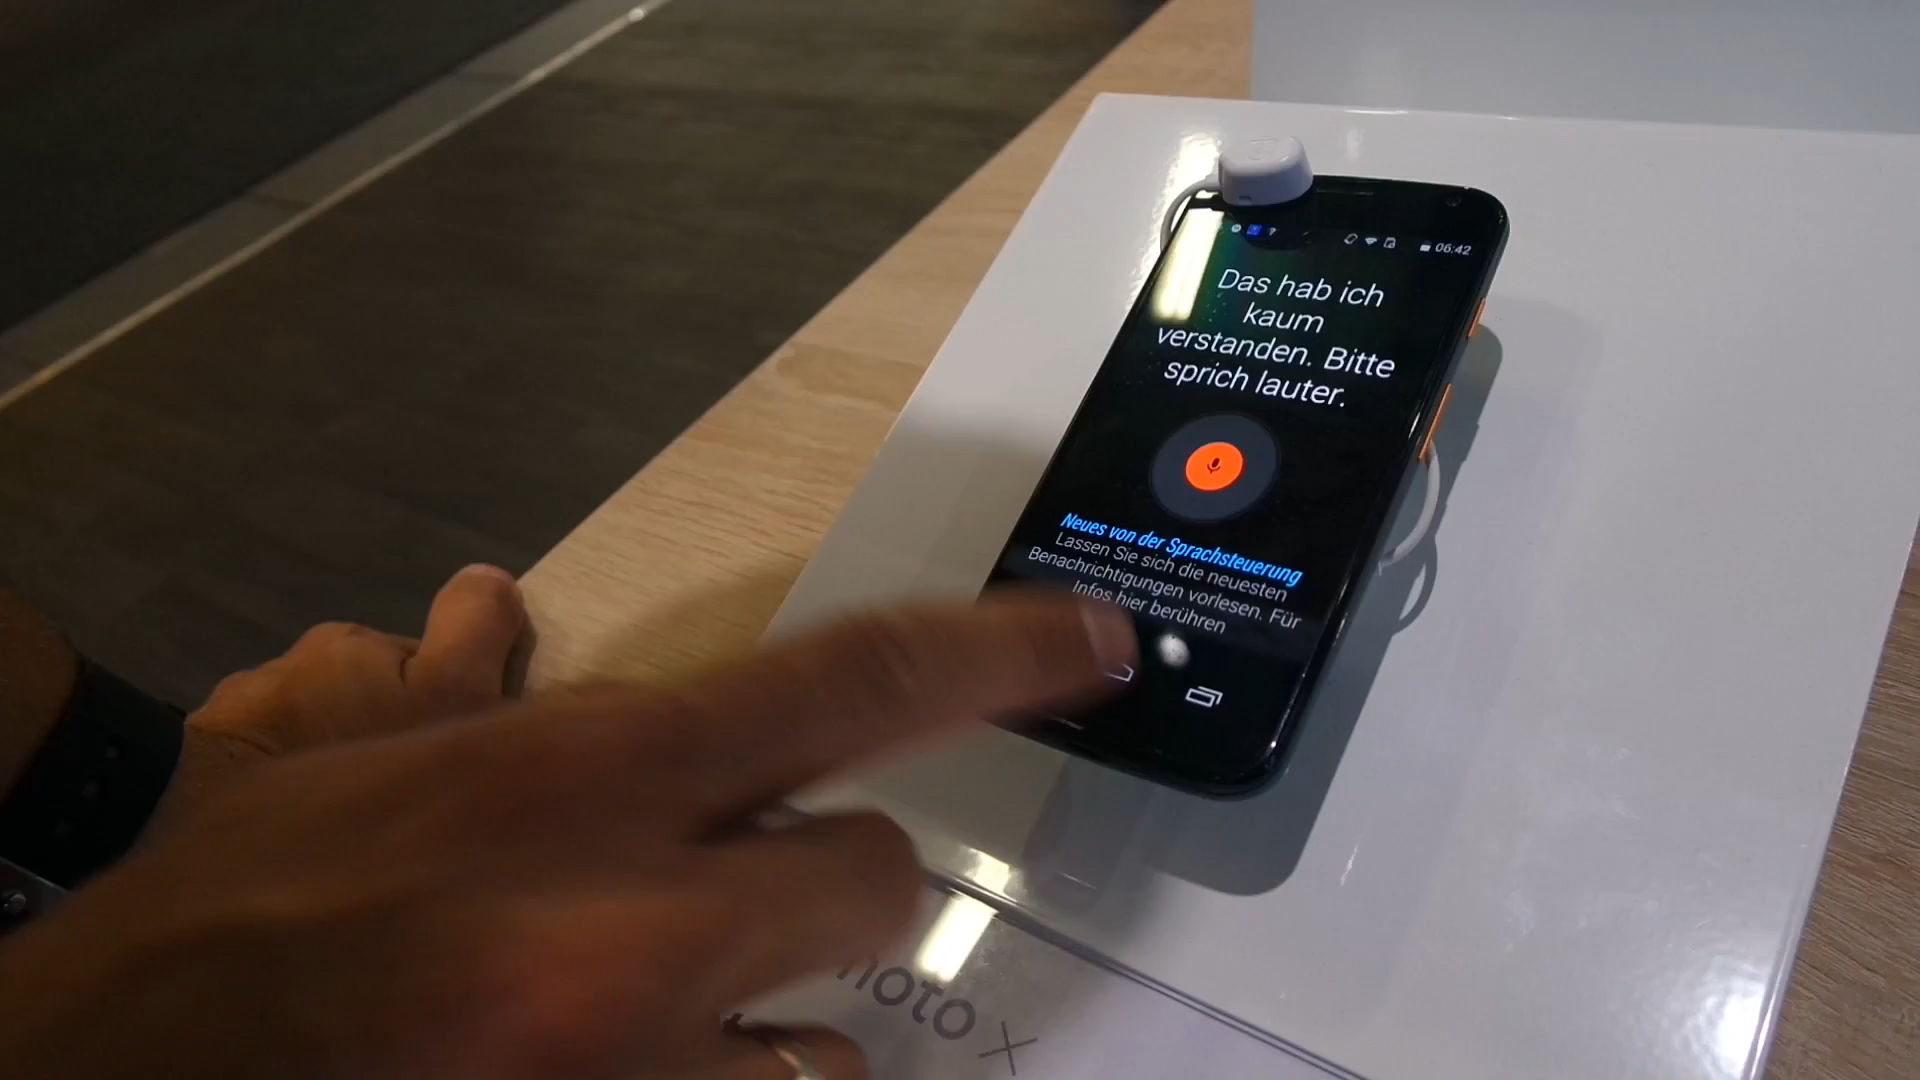 06:42
Das hab ich
kaum
verstanden. Bitte
sprich lauter.
Neues von der Sprachsteuerung
Lassen Sie sich die neuesten
Benachrichtigungen vorlesen. Für
Infos hier berühren
moto x